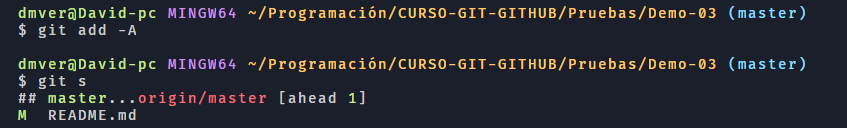 dmver@David-pc MINGW64 ~/Programación/CURSO-GIT-GITHUB/Pruebas/Demo-03 (master)
$ git add -A
dmver@David-pc MINGW64 ~/Programación/CURSO-GIT-GITHUB/Pruebas/Demo-03 (master)
$ git s
## master...origin/master [ahead 1]
M  README.md